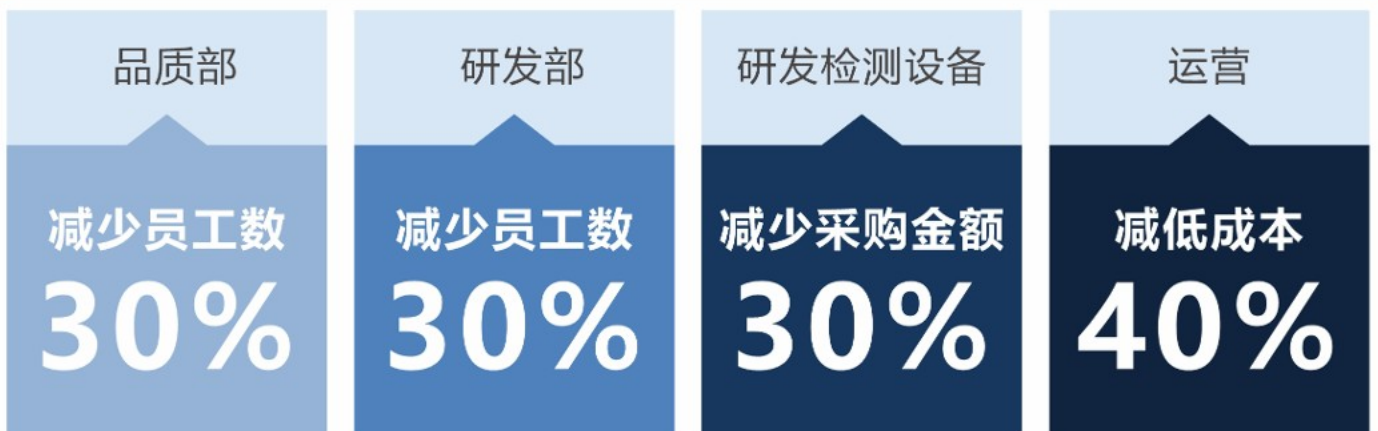 品质部
减少员工数
30%
研发部
减少员工数
30%
研发检测设备
减少采购金额
30%
运营
减低成本
40%